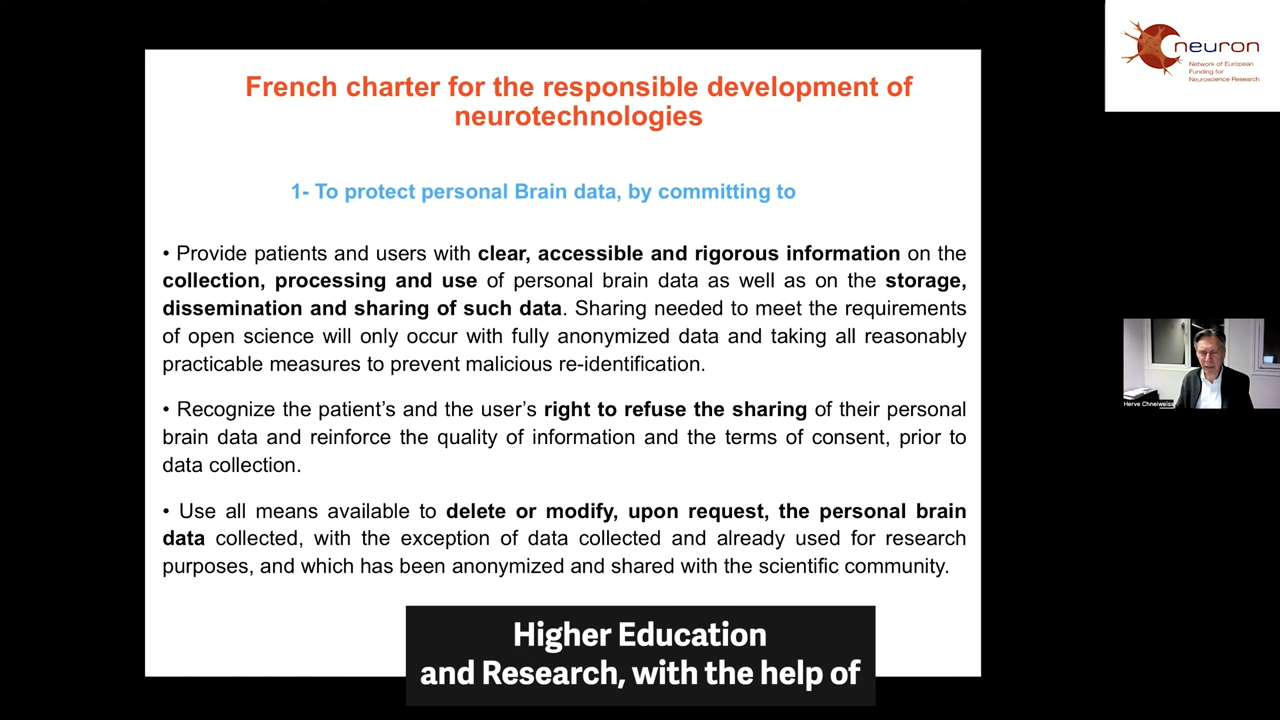 neuron
Network of European
Funding for
Neuroscience Research
French charter for the responsible development of
neurotechnologies
1- To protect personal Brain data, by committing to
• Provide patients and users with clear, accessible and rigorous information on the
collection, processing and use of personal brain data as well as on the storage,
dissemination and sharing of such data. Sharing needed to meet the requirements
of open science will only occur with fully anonymized data and taking all reasonably
practicable measures to prevent malicious re-identification.
• Recognize the patient's and the user's right to refuse the sharing of their personal
brain data and reinforce the quality of information and the terms of consent, prior to
data collection.
• Use all means available to delete or modify, upon request, the personal brain
data collected, with the exception of data collected and already used for research
purposes, and which has been anonymized and shared with the scientific community.
Herve Chneiweiss
Higher Education
and Research, with the help of